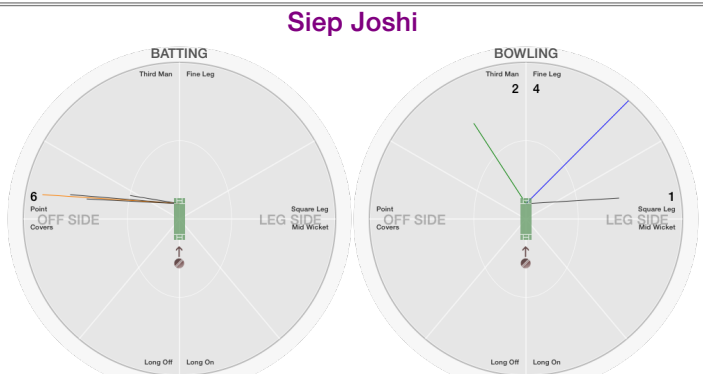 Siep Joshi
BATTING
Third Man Fine Leg
6
Point
OFF SIDE
Covers
Square Leg
LEG SIDE
Mid Wicket
Long Off Long On
BOWLING
Third Man Fine Leg
2 4
Point
OFF SIDE
Covers
1
Square Leg
LEG SIDE
Mid Wicket
Long Off Long On